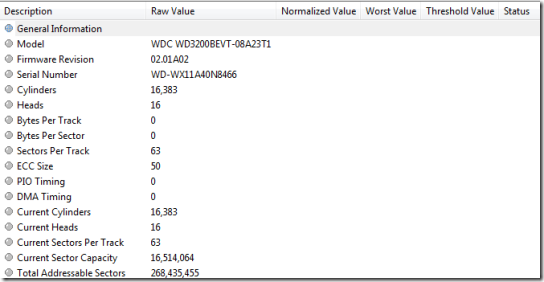 Description Raw Value Normalized Value Worst Value Threshold Value Status
General Information
Model WDC WD3200BEVT-08A23T1
Firmware Revision 02.01A02
Serial Number WD-WX11A40N8466
Cylinders 16,383
Heads 16
Bytes Per Track 0
Bytes Per Sector 0
Sectors Per Track 63
ECC Size 50
PIO Timing 0
DMA Timing 0
Current Cylinders 16,383
Current Heads 16
Current Sectors Per Track 63
Current Sector Capacity 16,514,064
Total Addressable Sectors 268,435,455